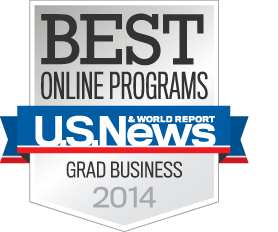 BEST
ONLINE PROGRAMS
& WORLD REPORT
U.S.News
GRAD BUSINESS
2014